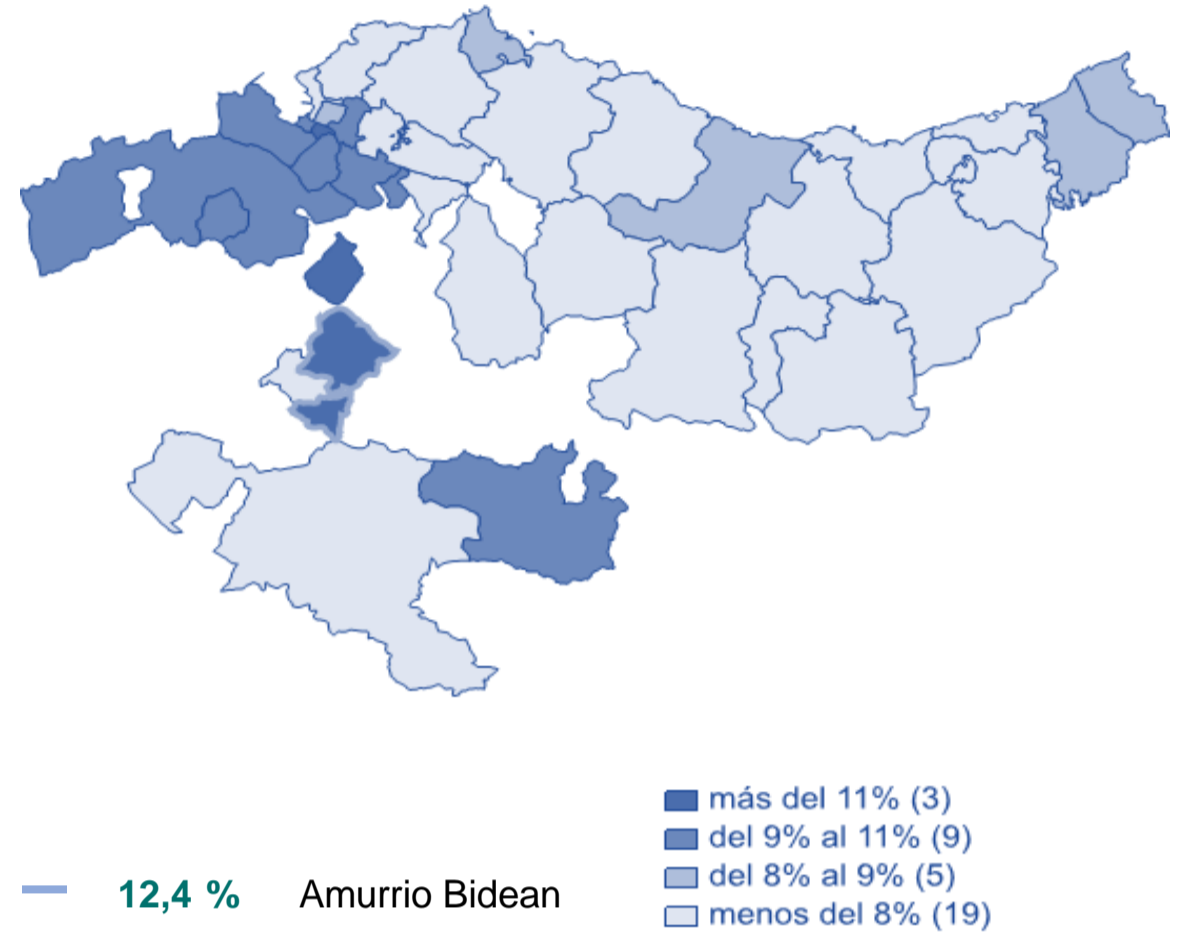 más del 11% (3)
del 9% al 11% (9)
del 8% al 9% (5)
menos del 8% (19)
12,4 % Amurrio Bidean